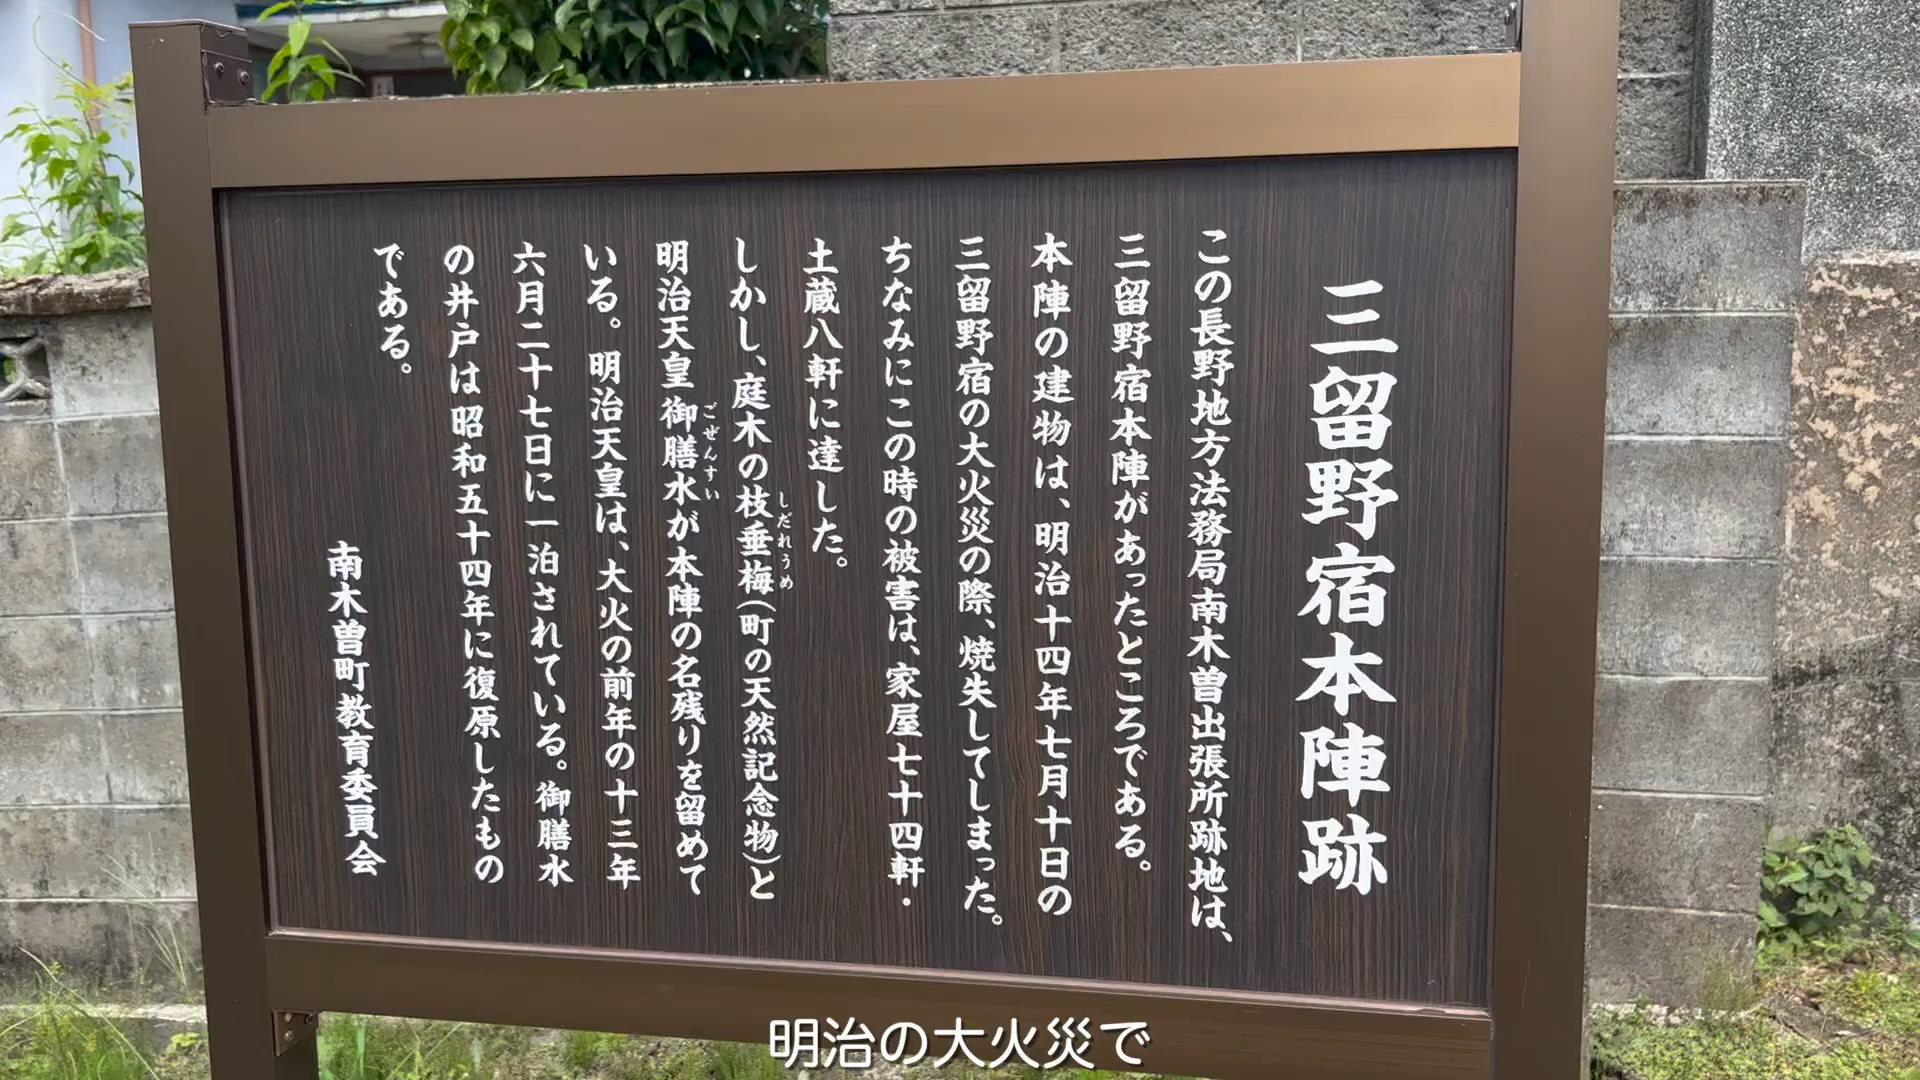 三留野宿本陣跡
この長野地方法務局南木曽出張所跡地は、
三留野宿本陣があったところである。
本陣の建物は、明治十四年七月十日の
三留野宿の大火災の際、焼失してしまった。
ちなみにこの時の被害は、家屋七十四軒・
土蔵八軒に達した。
しかし、庭木の枝垂梅(町の天然記念物)と
しだれうめ
明治天皇御膳水が本陣の名残りを留めて
ごぜんすい
いる。明治天皇は、大火の前年の十三年
六月二十七日に一泊されている。御膳水
の井戸は昭和五十四年に復原したもの
である。
南木曽町教育委員会
明治の大火災で